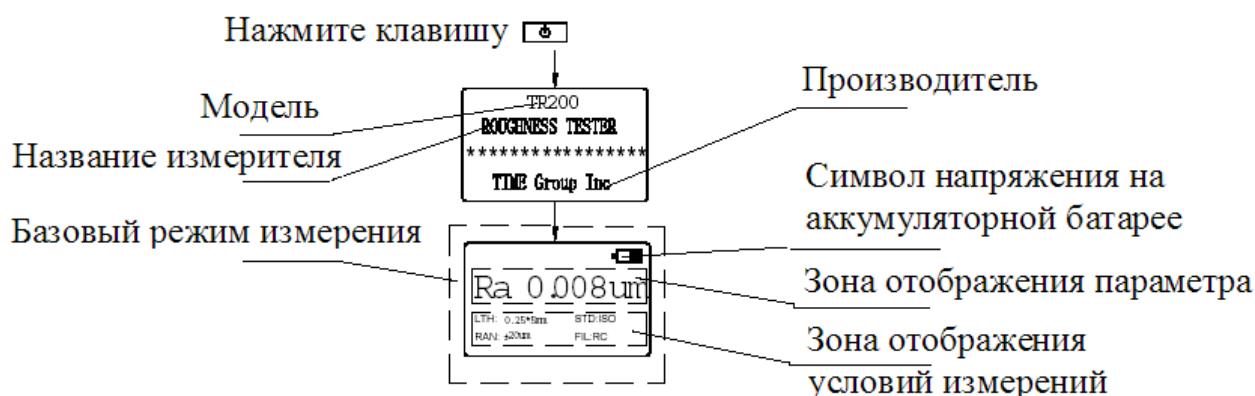 Нажмите клавишу
Производитель
Модель
TR200
ROUGHNESS TESTER
Название измерителя
****************
TIME Group Inc
Символ напряжения на
аккумуляторной батарее
Базовый режим измерения
Ra 0.008um
Зона отображения параметра
LTH: 0.25*5mm STD:ISO
RAN: ±20um FIL:RC
Зона отображения
условий измерений